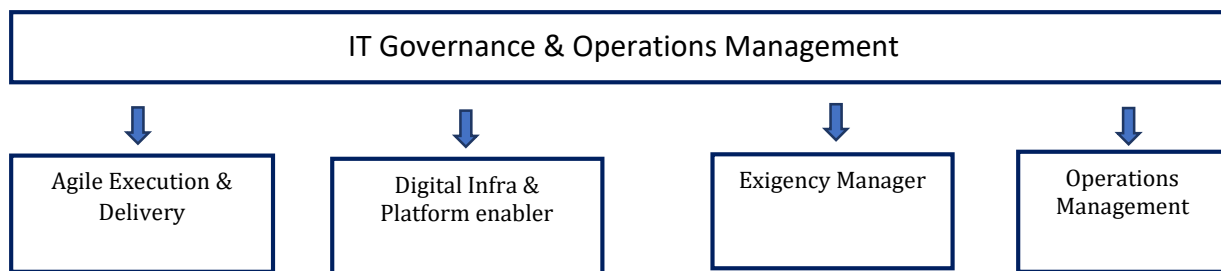 IT Governance & Operations Management
Agile Execution &
Delivery
Digital Infra &
Platform enabler
Exigency Manager
Operations
Management